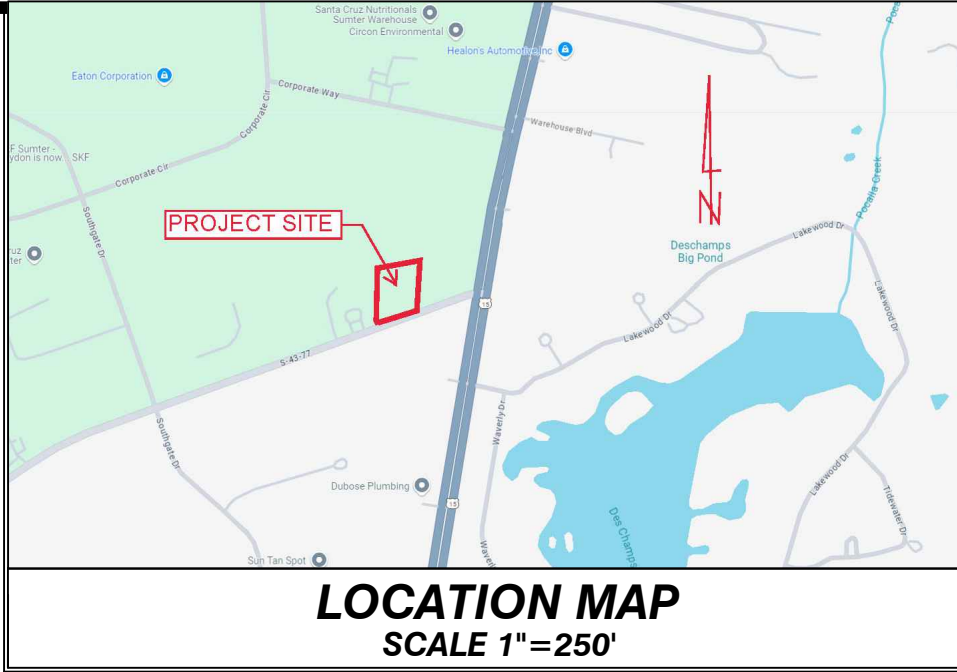 Santa Cruz Nutritionals
Sumter Warehouse
Circon Environmental
Healon's Automotive Inc
Eaton Corporation
Corporate Way
Corporate Cir
Warehouse Blvd
F Sumter -
ydon is now SKF
Corporate Cir
Southgate Dr
PROJECT SITE
N
Pocalla Creek
Lakewood Dr
Deschamps
Big Pond
uz
ter
15
Lakewood Dr
Lakewood Dr
S-43-77
Waverly Dr
Southgate Dr
Lakewood Dr
Dubose Plumbing
15
Tidewater Dr
Des Champs
Sun Tan Spot
LOCATION MAP
SCALE 1"=250'